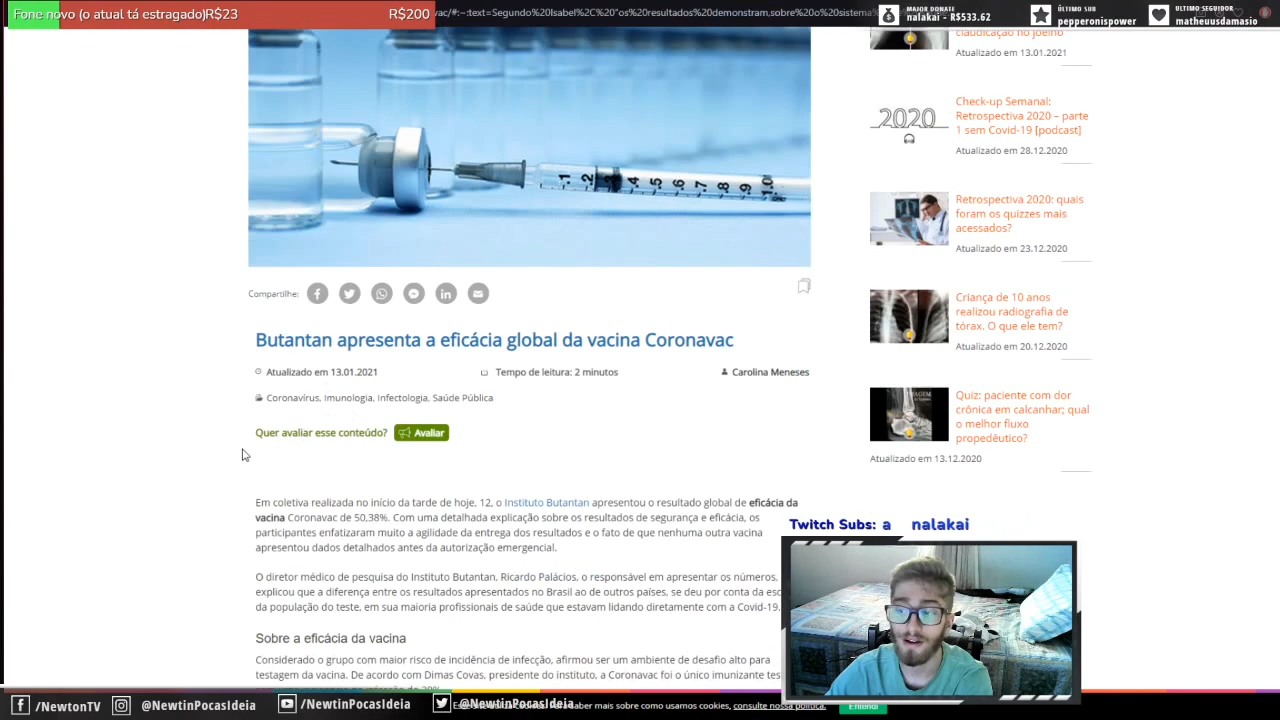 Fone novo (o atual tá estragado)R$23
R$200
vac/#:~:text=Segundo%20Isabel%2C%20"os%20resultados%20demonstram,sobre%20o%20sistema%
MAJOR DONATE
nalakai - R$533.62
ÚLTIMO SUB
pepperonispower
ÚLTIMO SEGUIDOR
matheuusdamasio
claudicação no joelho
Atualizado em 13.01.2021
2020
Check-up Semanal:
Retrospectiva 2020 – parte
1 sem Covid-19 [podcast]
Atualizado em 28.12.2020
Retrospectiva 2020: quais
foram os quizzes mais
acessados?
Atualizado em 23.12.2020
Criança de 10 anos
realizou radiografia de
tórax. O que ele tem?
Atualizado em 20.12.2020
Quiz: paciente com dor
crônica em calcanhar; qual
o melhor fluxo
propedêutico?
Atualizado em 13.12.2020
.1 .2 .3 .4 .5 .6 .7 .8 .9 1.0
Compartilhe:
Butantan apresenta a eficácia global da vacina Coronavac
Atualizado em 13.01.2021
Tempo de leitura: 2 minutos
Carolina Meneses
Coronavírus, Imunologia, Infectologia, Saúde Pública
Quer avaliar esse conteúdo?
Avaliar
Em coletiva realizada no início da tarde de hoje, 12, o Instituto Butantan apresentou o resultado global de eficácia da
vacina Coronavac de 50,38%. Com uma detalhada explicação sobre os resultados de segurança e eficácia, os
participantes enfatizaram muito a agilidade da entrega dos resultados e o fato de que nenhuma outra vacina
apresentou dados detalhados antes da autorização emergencial.
O diretor médico de pesquisa do Instituto Butantan, Ricardo Palácios, o responsável em apresentar os números,
explicou que a diferença entre os resultados apresentados no Brasil ao de outros países, se deu por conta da esc
da população do teste, em sua maioria profissionais de saúde que estavam lidando diretamente com a Covid-19.
Sobre a eficácia da vacina
Considerado o grupo com maior risco de incidência de infecção, afirmou ser um ambiente de desafio alto para
testagem da vacina. De acordo com Dimas Covas, presidente do instituto, a Coronavac foi o único imunizante tes
Twitch Subs: a nalakai
/NewtonTV
@NewtinPocasIdeia
/NewtinPocasIdeia
@NewtinPocasIdeia
saber mais sobre como usamos cookies, consulte nossa política.
Entendi